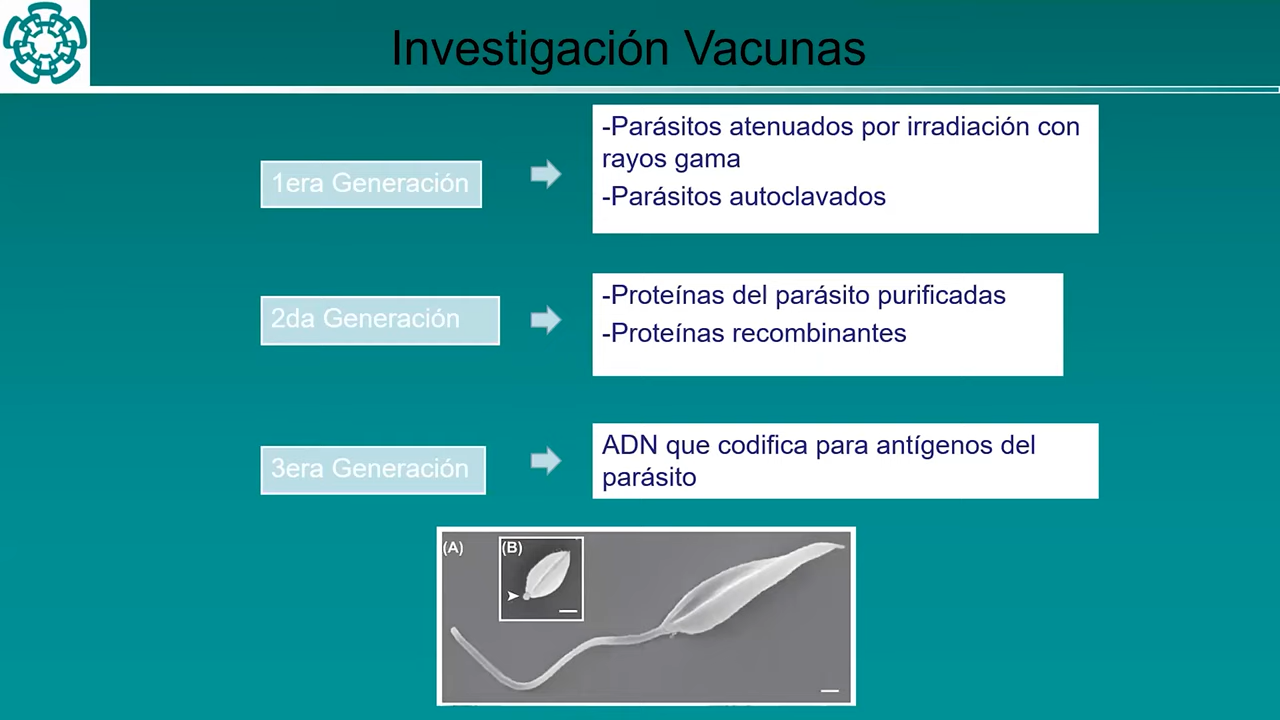 Investigación Vacunas
1era Generación
-Parásitos atenuados por irradiación con
rayos gama
-Parásitos autoclavados
2da Generación
-Proteínas del parásito purificadas
-Proteínas recombinantes
3era Generación
ADN que codifica para antígenos del
parásito
(A)
(B)